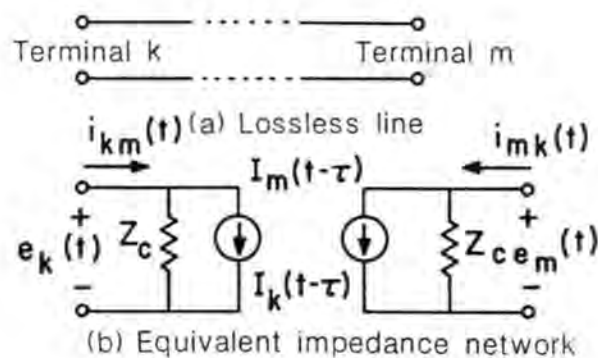 Terminal k Terminal m
(a) Lossless line
i_km(t) i_mk(t)
I_m(t-τ)
+ +
e_k(t) Z_c Z_c e_m(t)
- -
I_k(t-τ)
(b) Equivalent impedance network